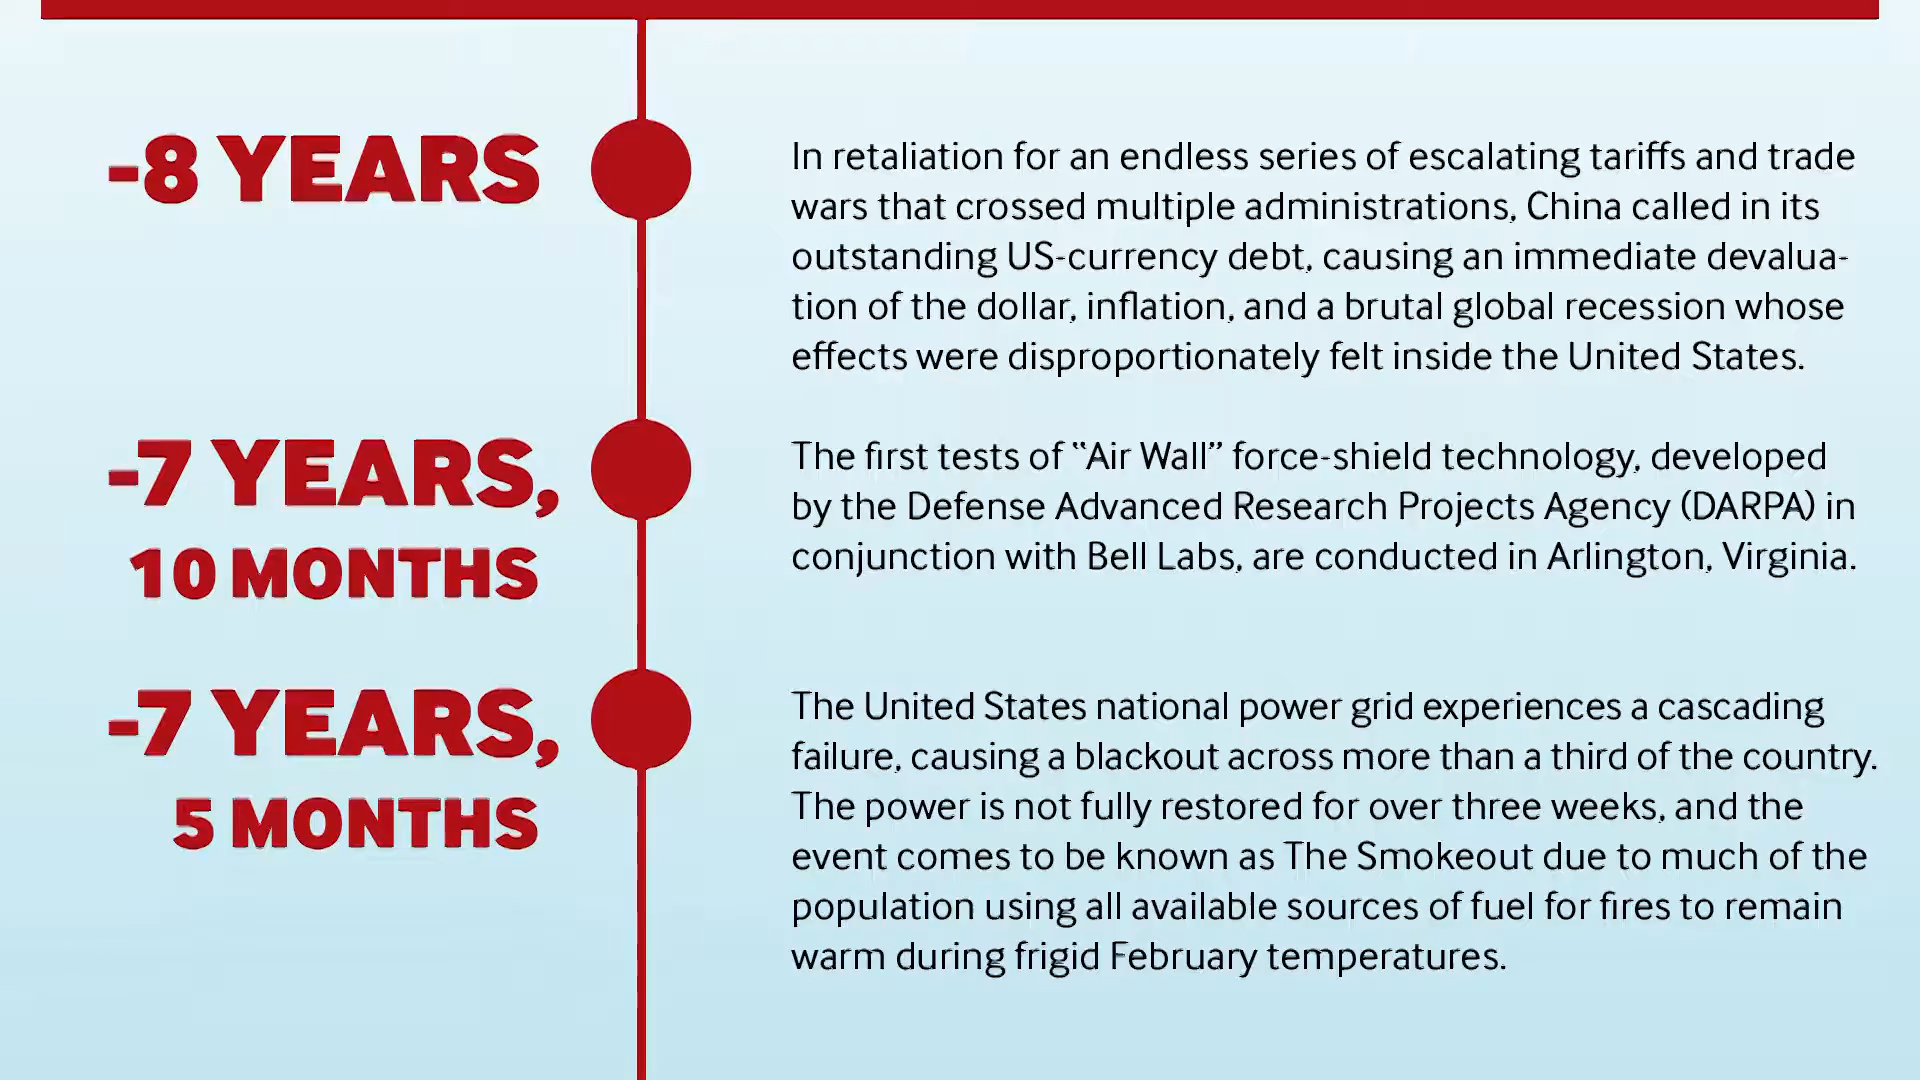 -8 YEARS
In retaliation for an endless series of escalating tariffs and trade
wars that crossed multiple administrations, China called in its
outstanding US-currency debt, causing an immediate devalua-
tion of the dollar, inflation, and a brutal global recession whose
effects were disproportionately felt inside the United States.
-7 YEARS,
10 MONTHS
The first tests of “Air Wall” force-shield technology, developed
by the Defense Advanced Research Projects Agency (DARPA) in
conjunction with Bell Labs, are conducted in Arlington, Virginia.
-7 YEARS,
5 MONTHS
The United States national power grid experiences a cascading
failure, causing a blackout across more than a third of the country.
The power is not fully restored for over three weeks, and the
event comes to be known as The Smokeout due to much of the
population using all available sources of fuel for fires to remain
warm during frigid February temperatures.